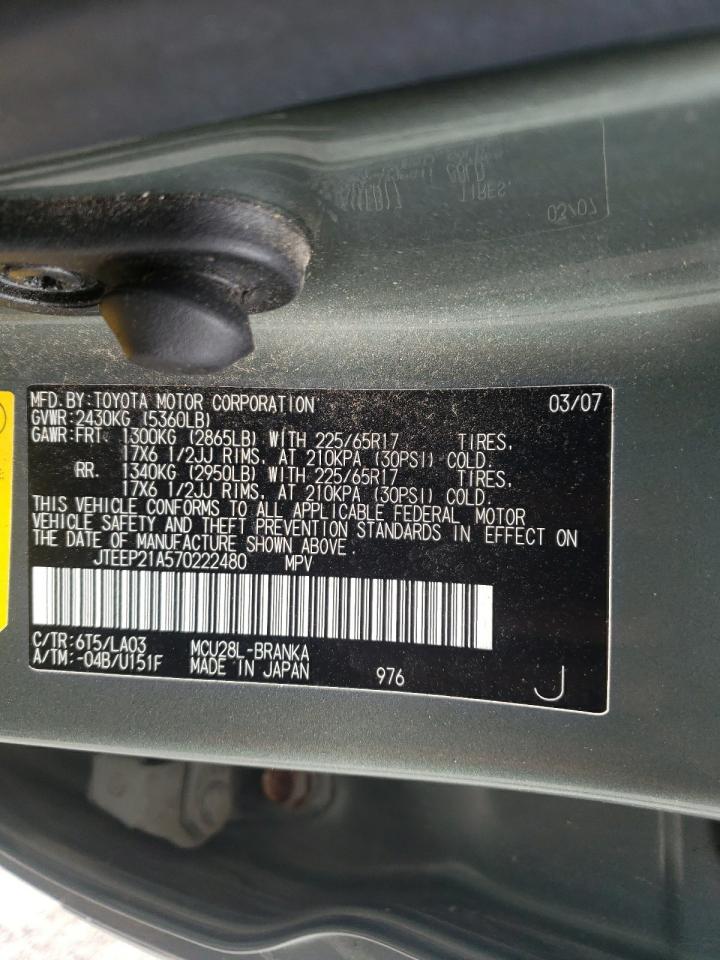 MFD. BY: TOYOTA MOTOR CORPORATION 03/07
GVWR: 2430KG (5360LB)
GAWR: FRT. 1300KG (2865LB) WITH 225/65R17 TIRES,
17X6 1/2JJ RIMS, AT 210KPA (30PSI) COLD.
RR. 1340KG (2950LB) WITH 225/65R17 TIRES,
17X6 1/2JJ RIMS, AT 210KPA (30PSI) COLD.
THIS VEHICLE CONFORMS TO ALL APPLICABLE FEDERAL MOTOR
VEHICLE SAFETY AND THEFT PREVENTION STANDARDS IN EFFECT ON
THE DATE OF MANUFACTURE SHOWN ABOVE.
JTEEP21A570222480 MPV
C/TR: 6T5/LA03 MCU28L-BRANKA
A/TM: -04B/U151F MADE IN JAPAN 976 J